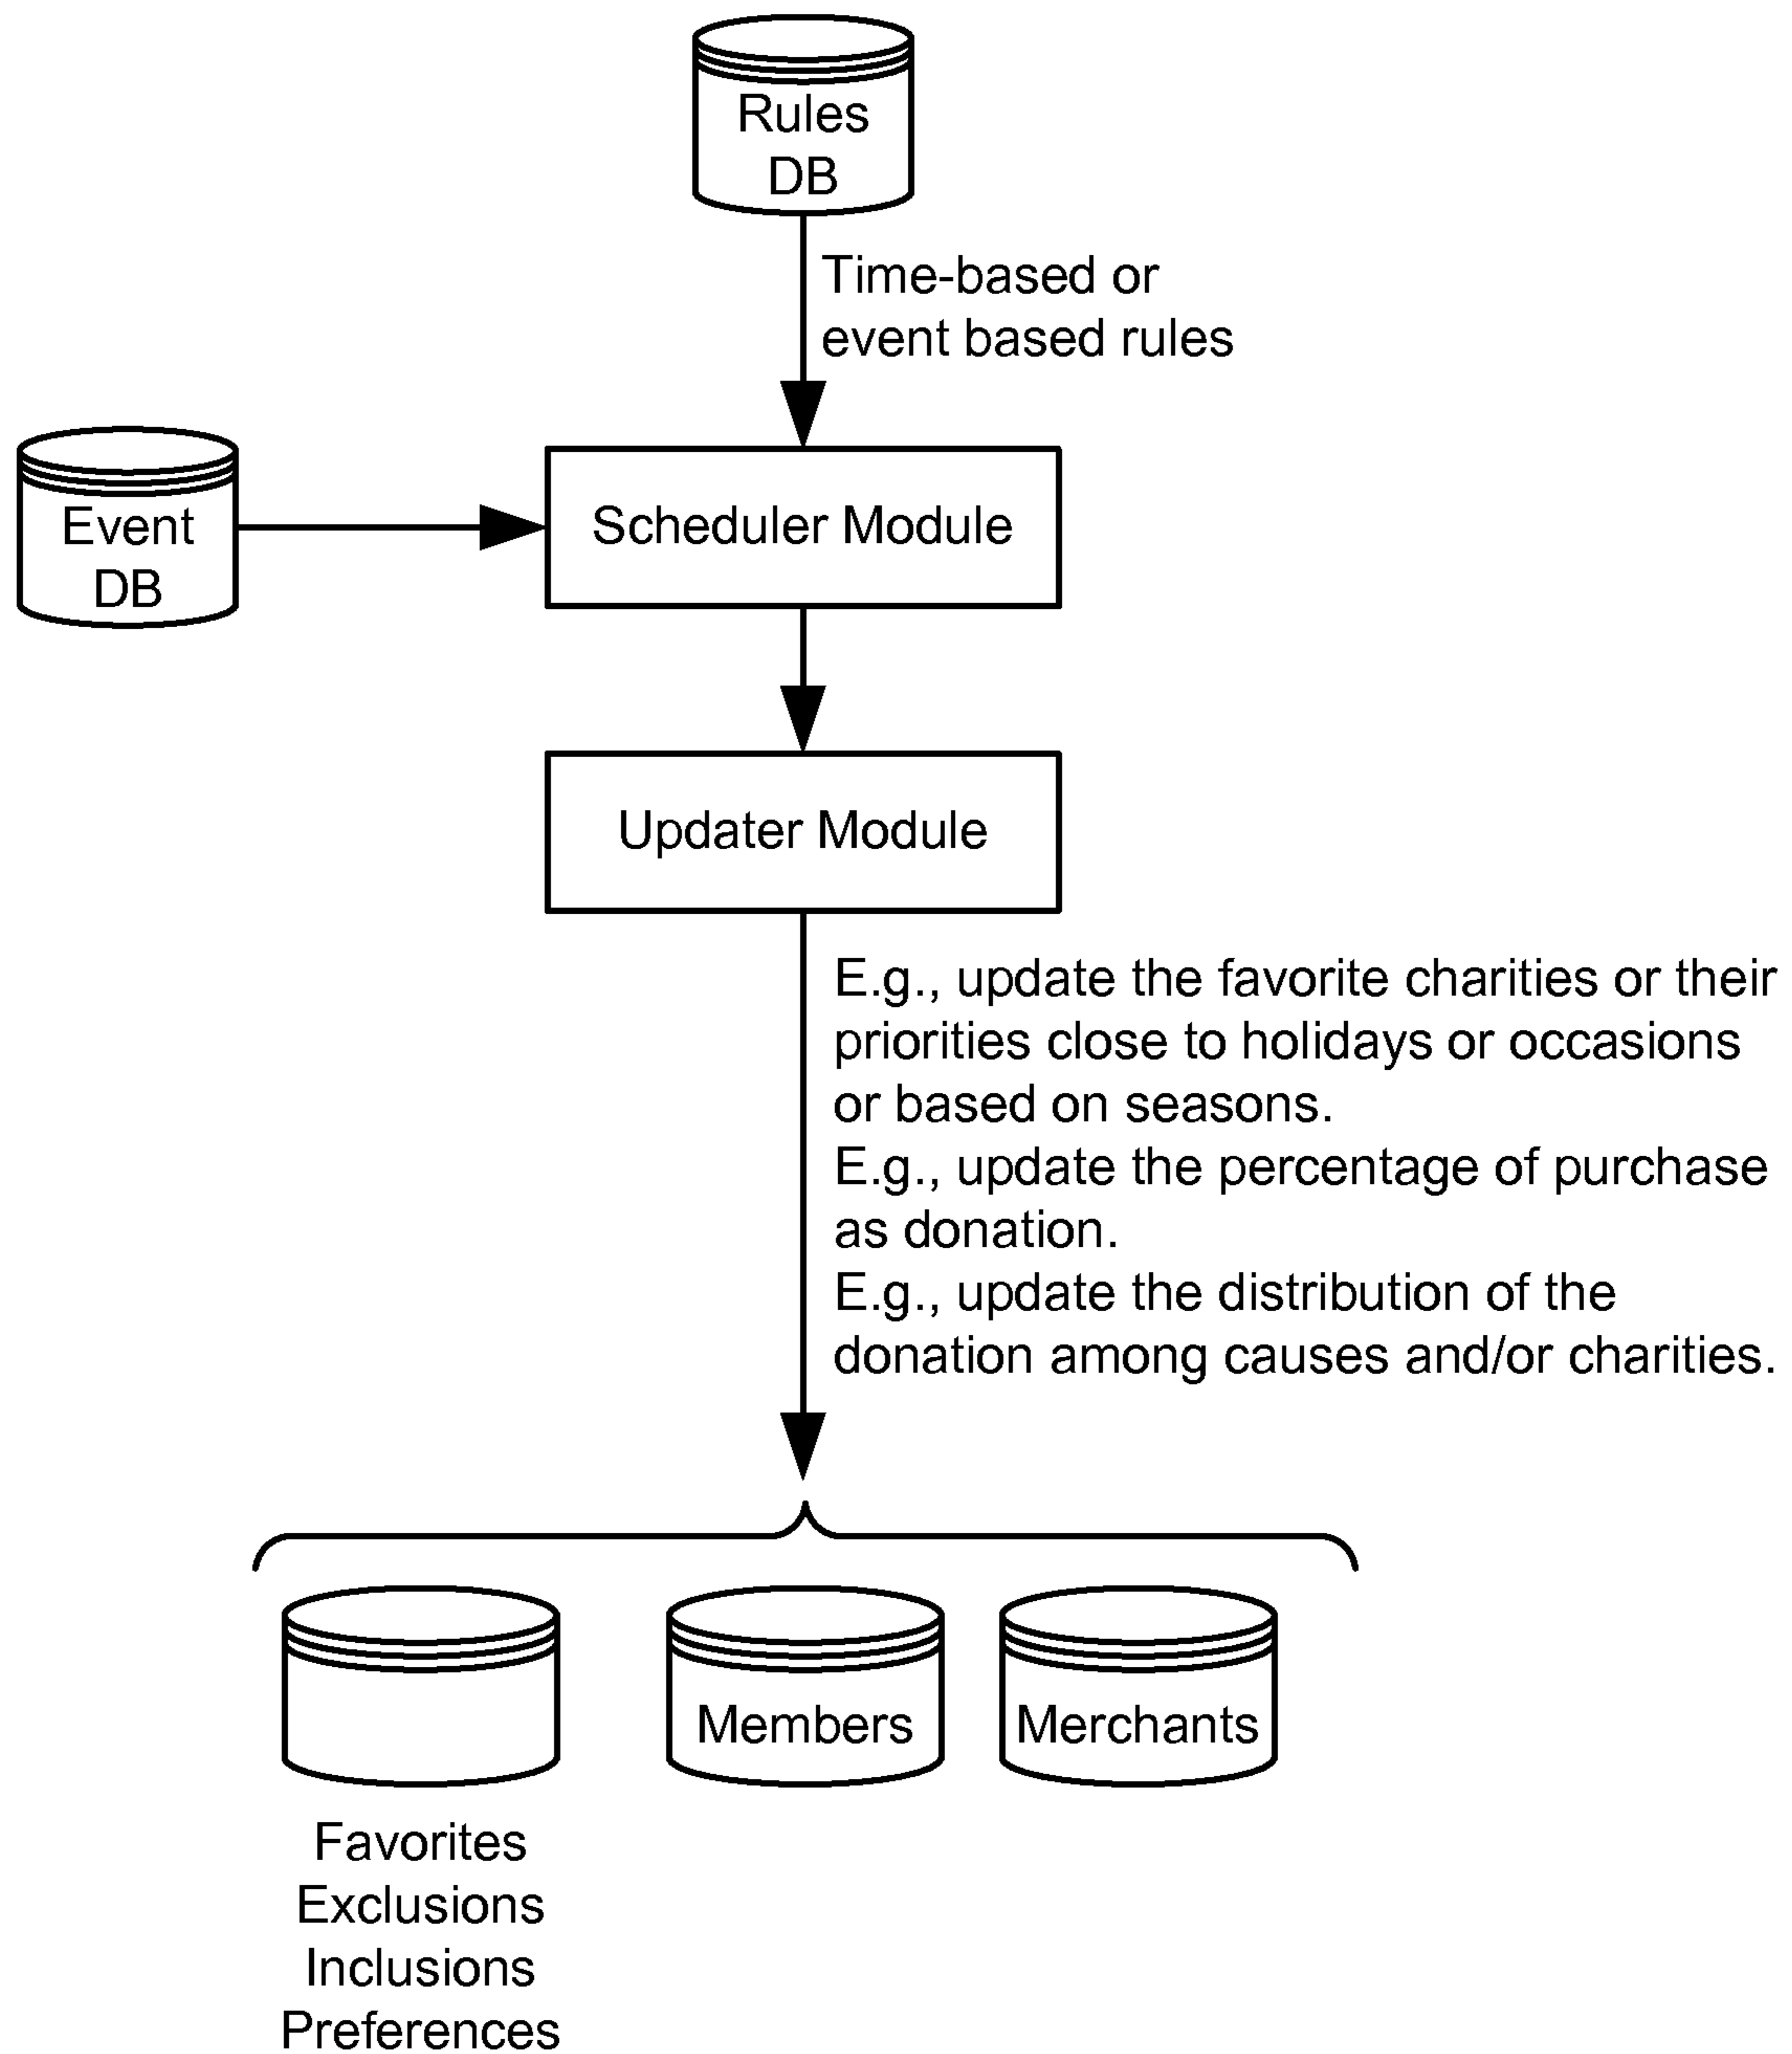 Rules
DB
Time-based or
event based rules
Event
DB
Scheduler Module
Updater Module
E.g., update the favorite charities or their
priorities close to holidays or occasions
or based on seasons.
E.g., update the percentage of purchase
as donation.
E.g., update the distribution of the
donation among causes and/or charities.
Members
Merchants
Favorites
Exclusions
Inclusions
Preferences